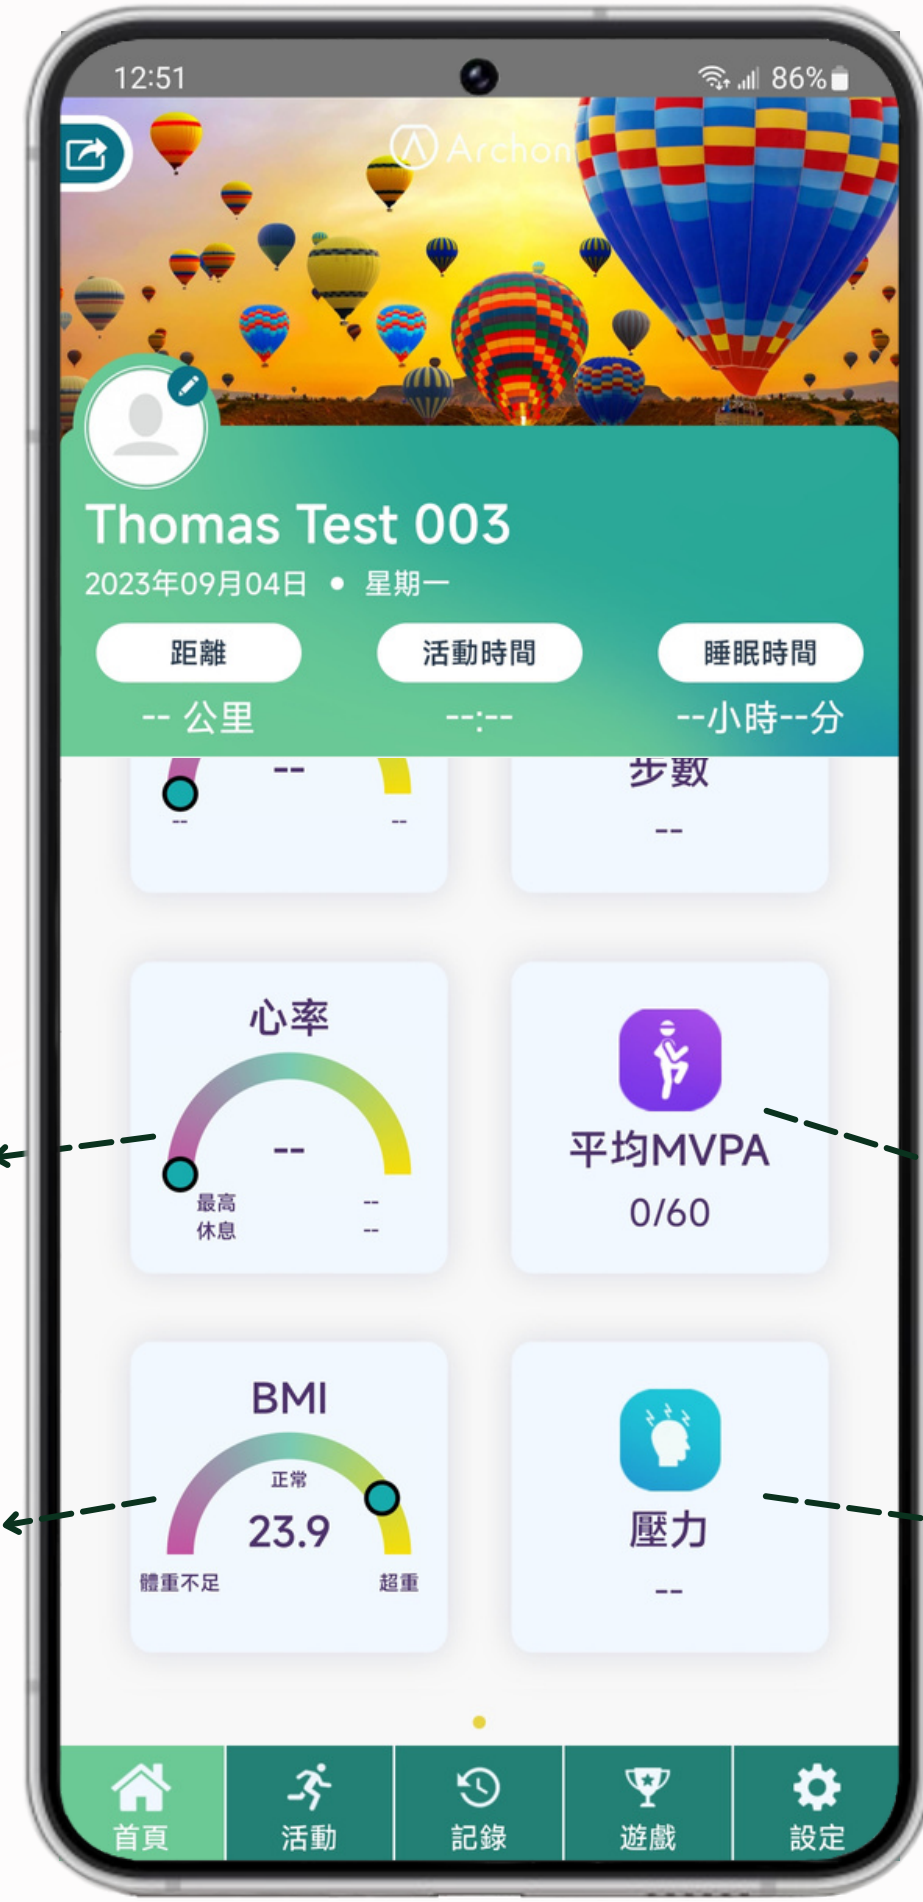 12:51
86%
Archon
Thomas Test 003
2023年09月04日 • 星期一
距離 活動時間 睡眠時間
-- 公里 --:-- --小時--分
-- 步數
-- -- --
心率
--
最高 --
休息 --
平均MVPA
0/60
BMI
正常
23.9
體重不足 超重
壓力
--
首頁 活動 記錄 遊戲 設定